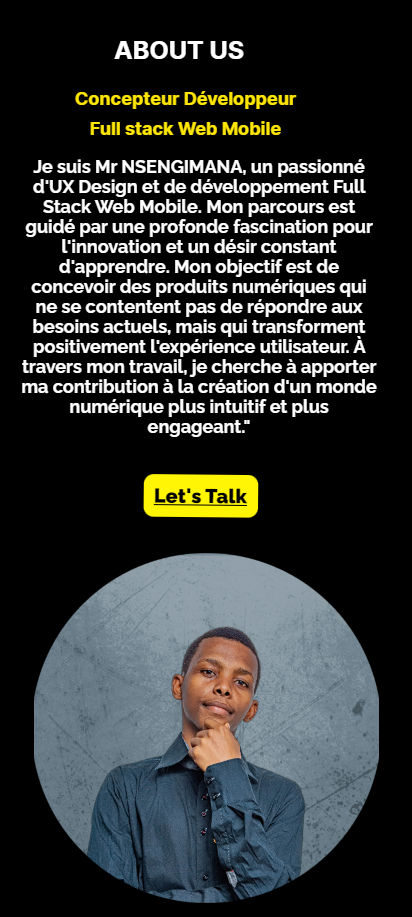 ABOUT US
Concepteur Développeur
Full stack Web Mobile
Je suis Mr NSENGIMANA, un passionné
d'UX Design et de développement Full
Stack Web Mobile. Mon parcours est
guidé par une profonde fascination pour
l'innovation et un désir constant
d'apprendre. Mon objectif est de
concevoir des produits numériques qui
ne se contentent pas de répondre aux
besoins actuels, mais qui transforment
positivement l'expérience utilisateur. À
travers mon travail, je cherche à apporter
ma contribution à la création d'un monde
numérique plus intuitif et plus
engageant."
Let's Talk